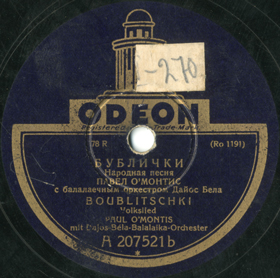 -270.
ODEON
Registered Trade Mark
78 R
(Ro 1191)
БУБЛИЧКИ
Народная песня
ПАВЕЛ О'МОНТИС
с балалаечным оркестром Дайос Бела
BOUBLITSCHKI
Volkslied
PAUL O'MONTIS
mit Dajos-Béla-Balalaika-Orchester
A 207521b